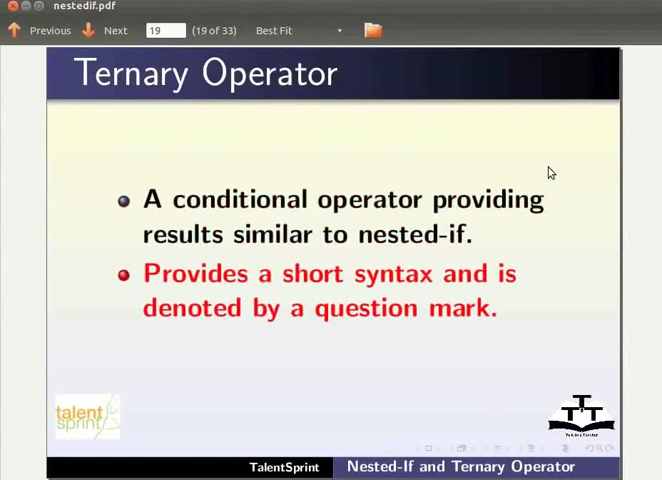 nestedif.pdf
Previous Next 19 (19 of 33) Best Fit
Ternary Operator
A conditional operator providing
results similar to nested-if.
Provides a short syntax and is
denoted by a question mark.
talent
sprint
TalentSprint Nested-If and Ternary Operator